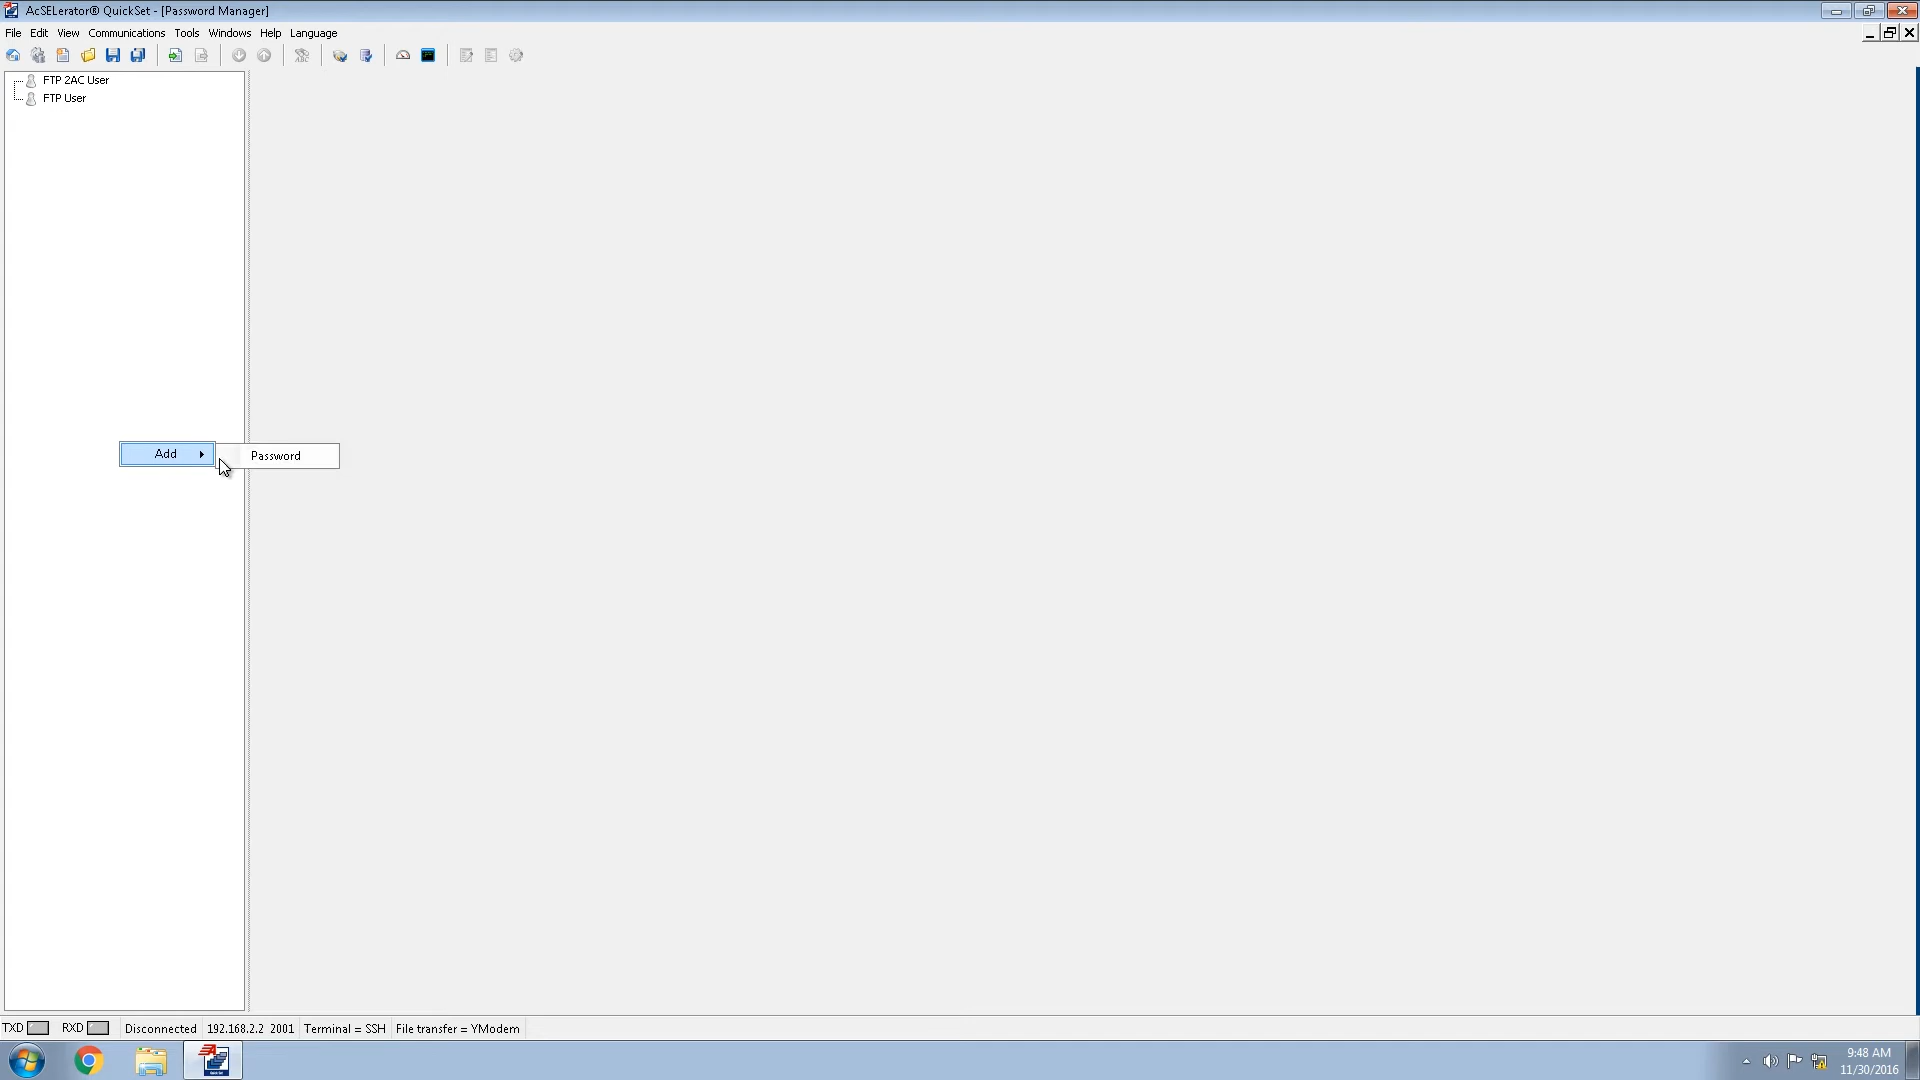 AcSELerator® QuickSet - [Password Manager]
File Edit View Communications Tools Windows Help Language
FTP 2AC User
FTP User
Add
Password
TXD RXD Disconnected 192.168.2.2 2001 Terminal = SSH File transfer = YModem
9:48 AM
11/30/2016